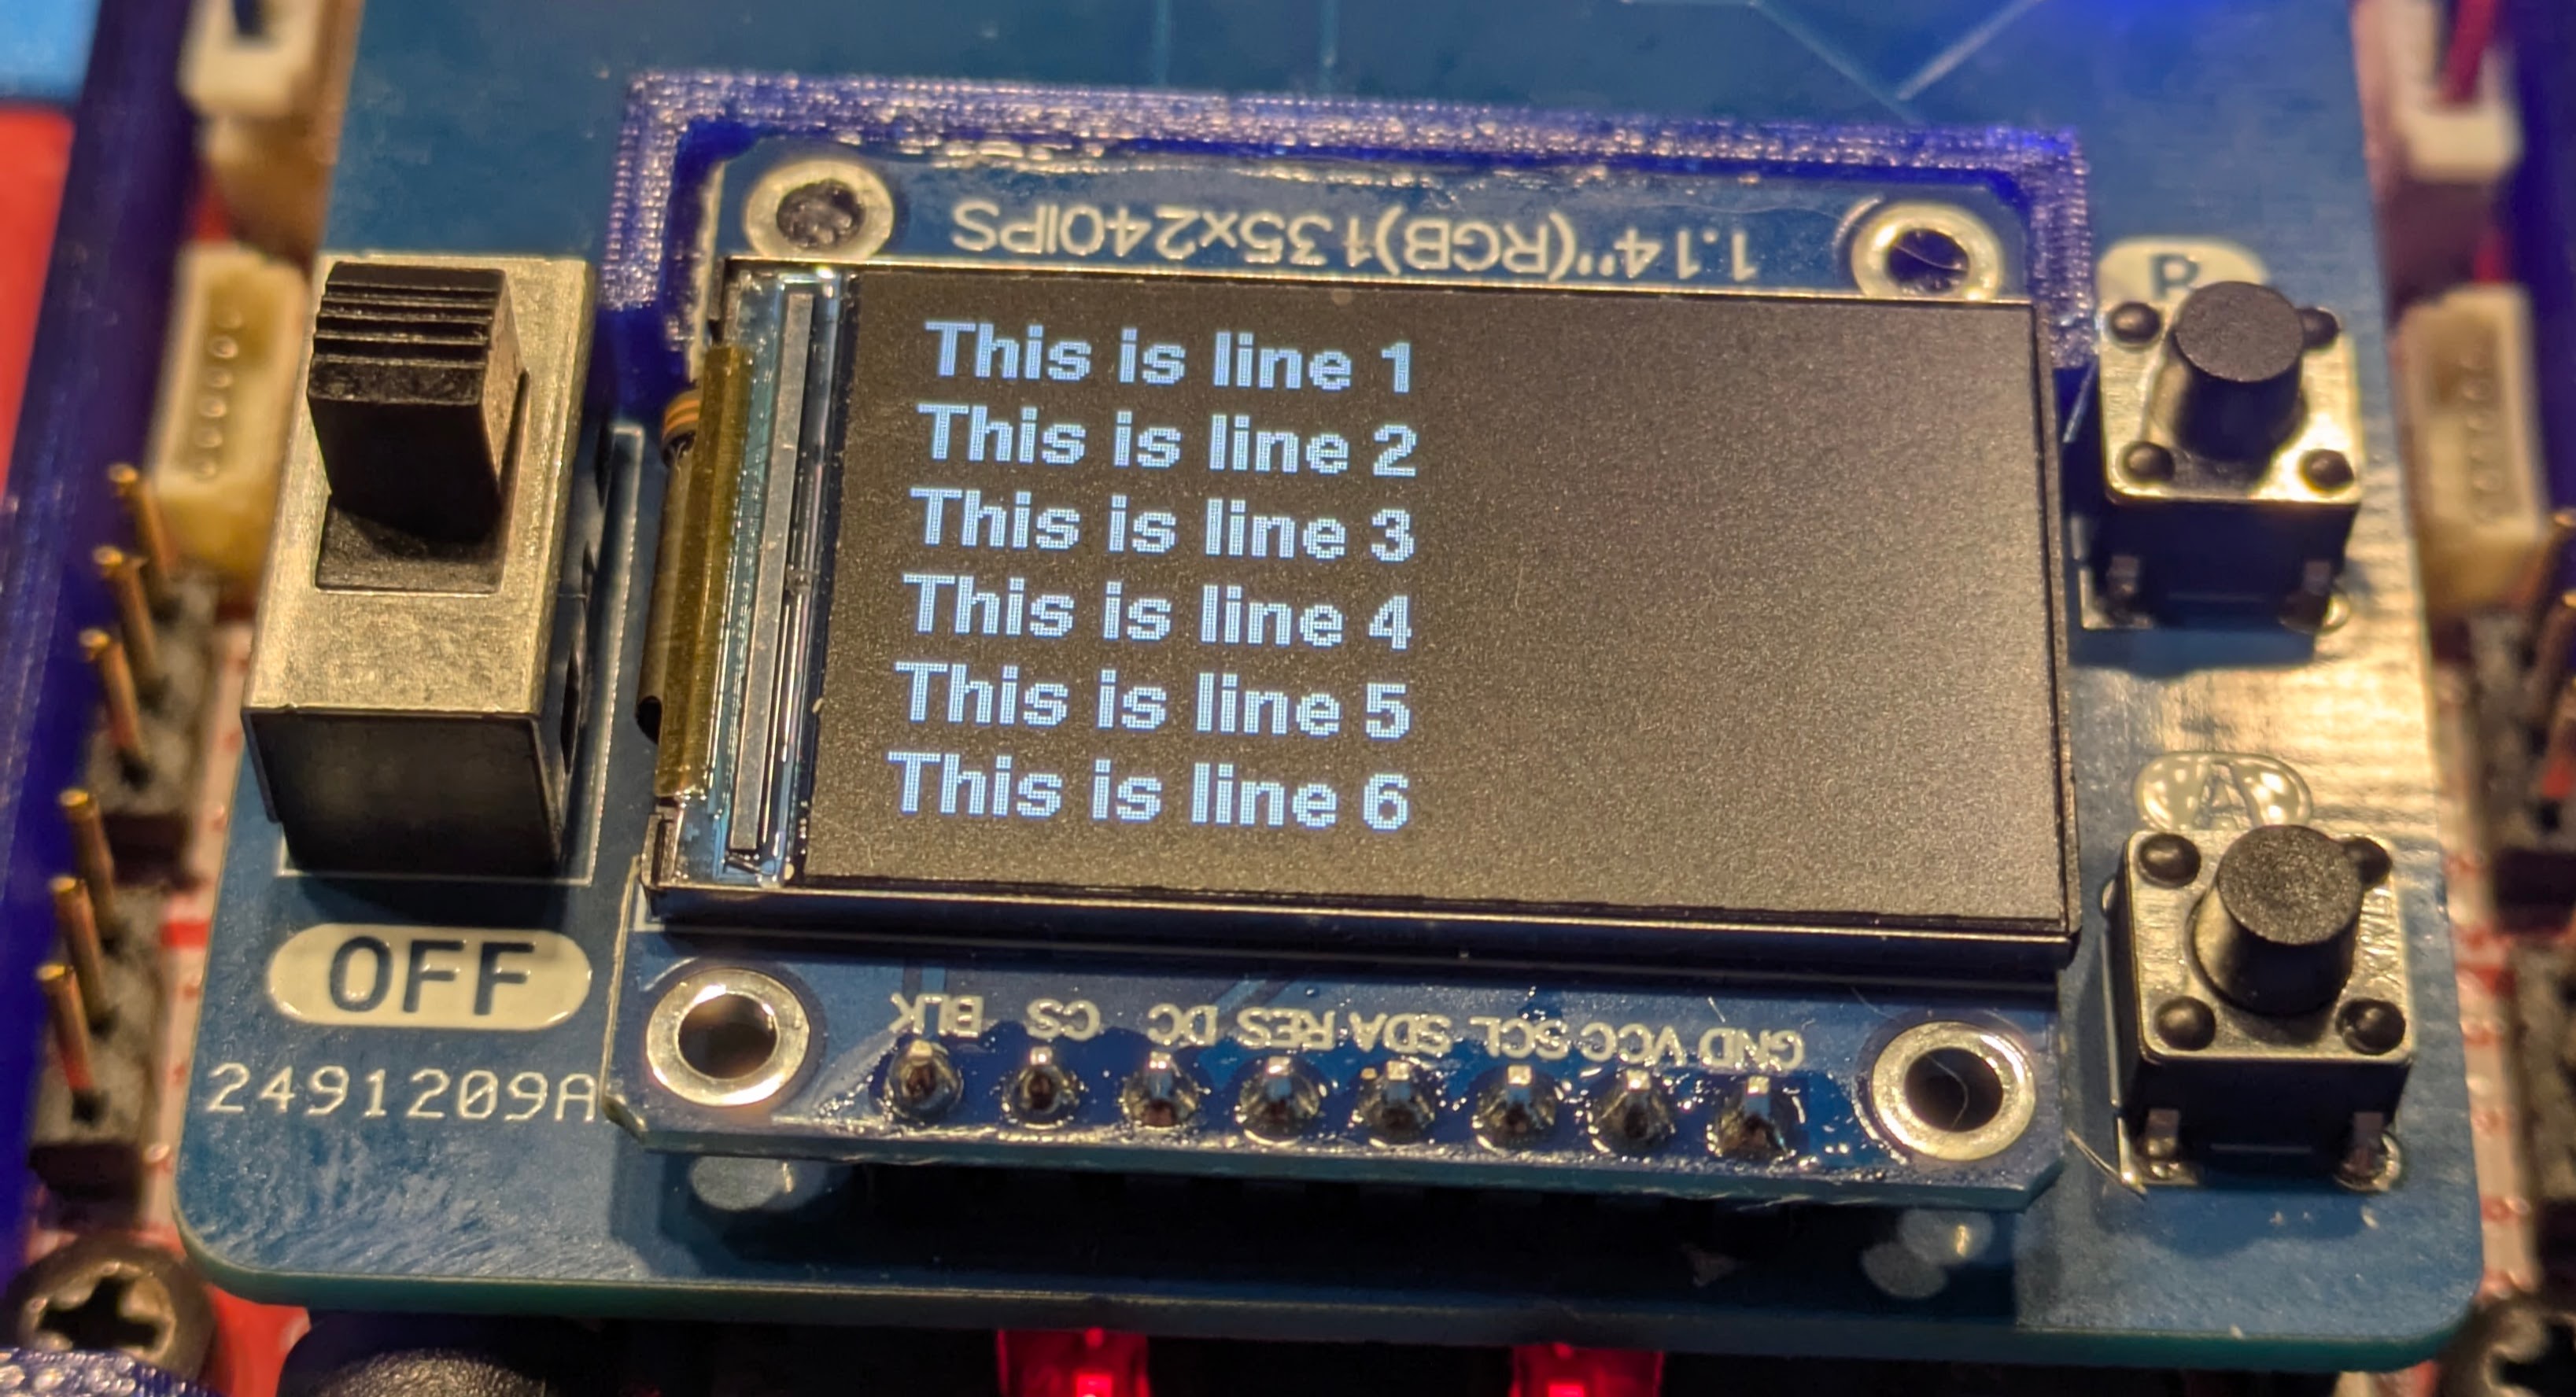 1.14"(RGB)135x240IPS
B
This is line 1
This is line 2
This is line 3
This is line 4
This is line 5
This is line 6
A
OFF
BLK CS DC RES SDA SCL VCC GND
2491209A